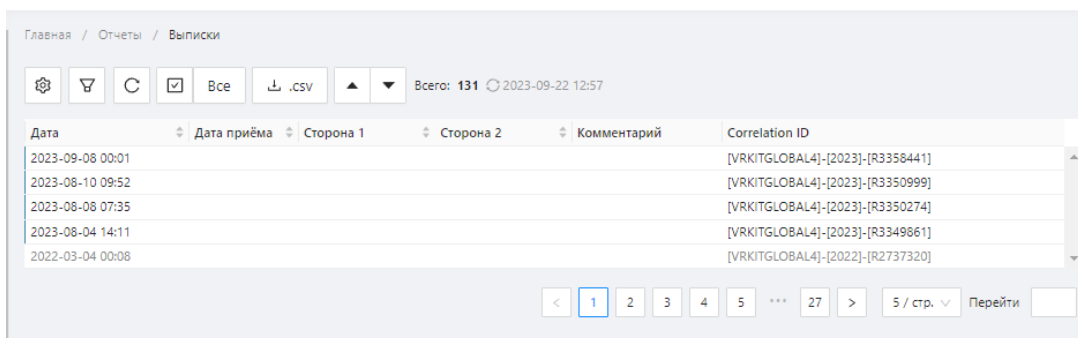 Главная / Отчеты / Выписки
Все .csv Всего: 131 2023-09-22 12:57
Дата Дата приёма Сторона 1 Сторона 2 Комментарий Correlation ID
2023-09-08 00:01 [VRKITGLOBAL4]-[2023]-[R3358441]
2023-08-10 09:52 [VRKITGLOBAL4]-[2023]-[R3350999]
2023-08-08 07:35 [VRKITGLOBAL4]-[2023]-[R3350274]
2023-08-04 14:11 [VRKITGLOBAL4]-[2023]-[R3349861]
2022-03-04 00:08 [VRKITGLOBAL4]-[2022]-[R2737320]
< 1 2 3 4 5 ••• 27 > 5 / стр. Перейти